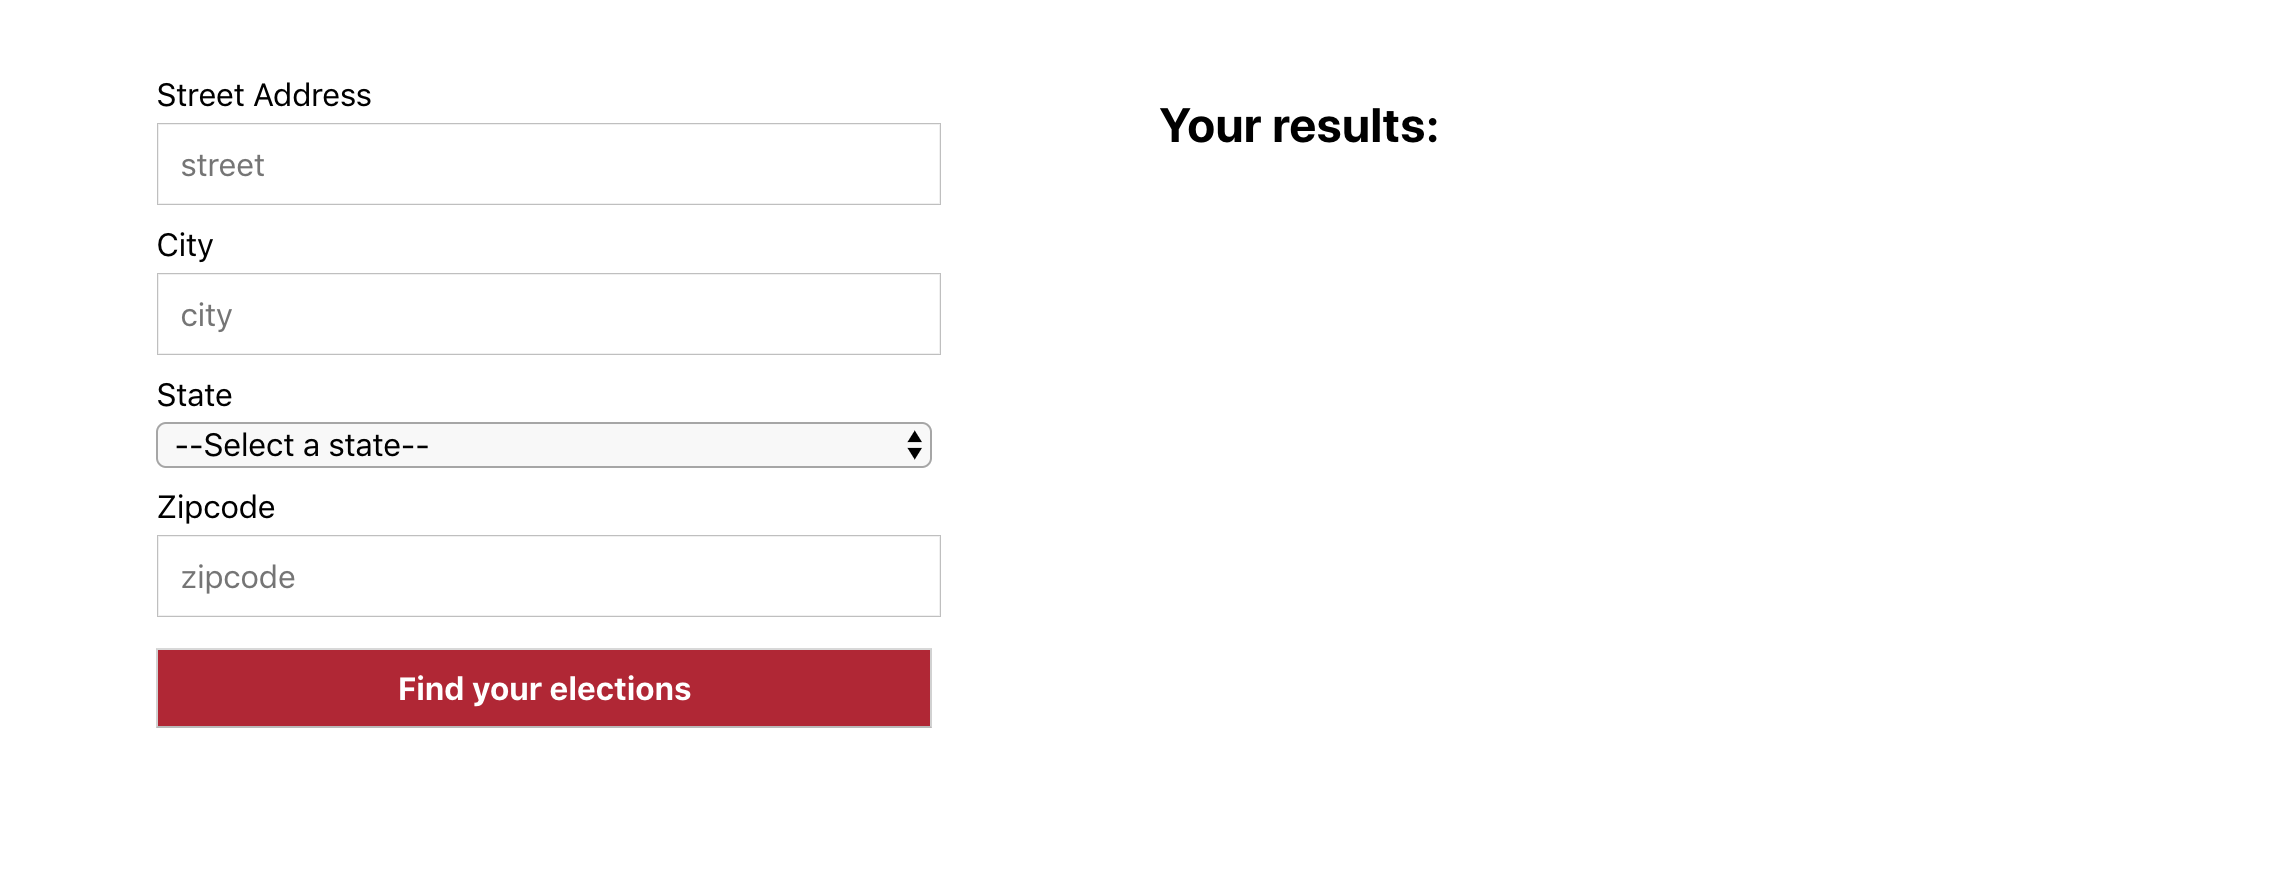 Street Address
street
City
city
State
--Select a state--
Zipcode
zipcode
Find your elections
Your results: